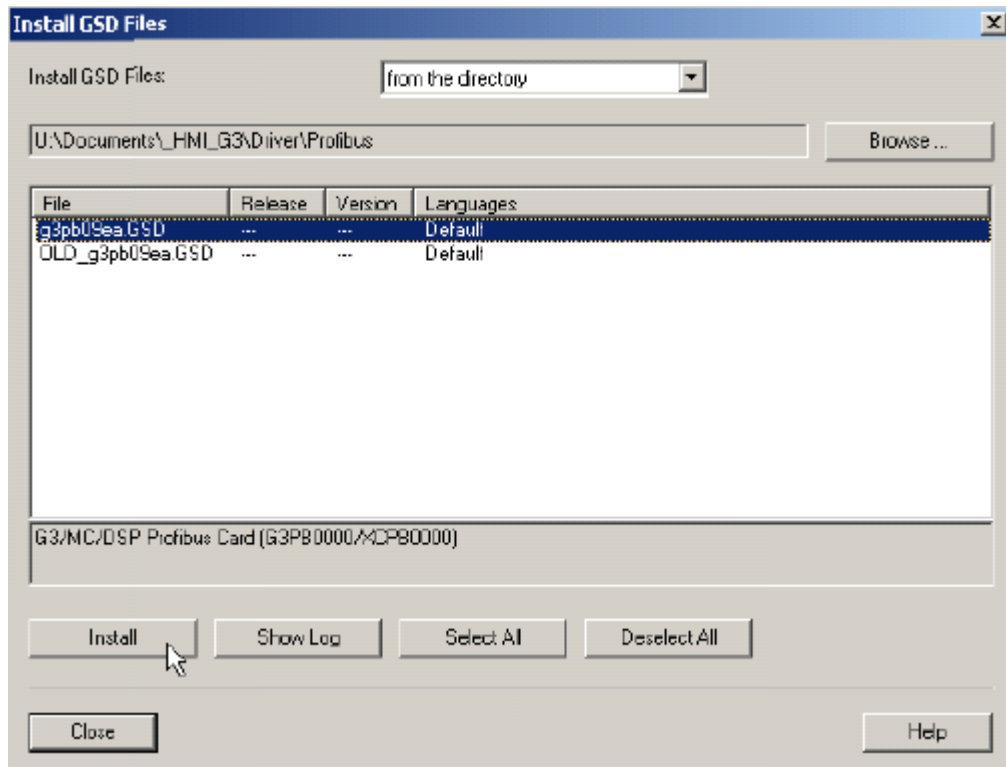 Install GSD Files
Install GSD Files:
from the directory
U:\Documents\_HMI_G3\Driver\Profibus
Browse ...
File Release Version Languages
g3pb09ea.GSD --- --- Default
OLD_g3pb09ea.GSD --- --- Default
G3/MC/DSP Profibus Card (G3PB0000/XCPB0000)
Install Show Log Select All Deselect All
Close Help